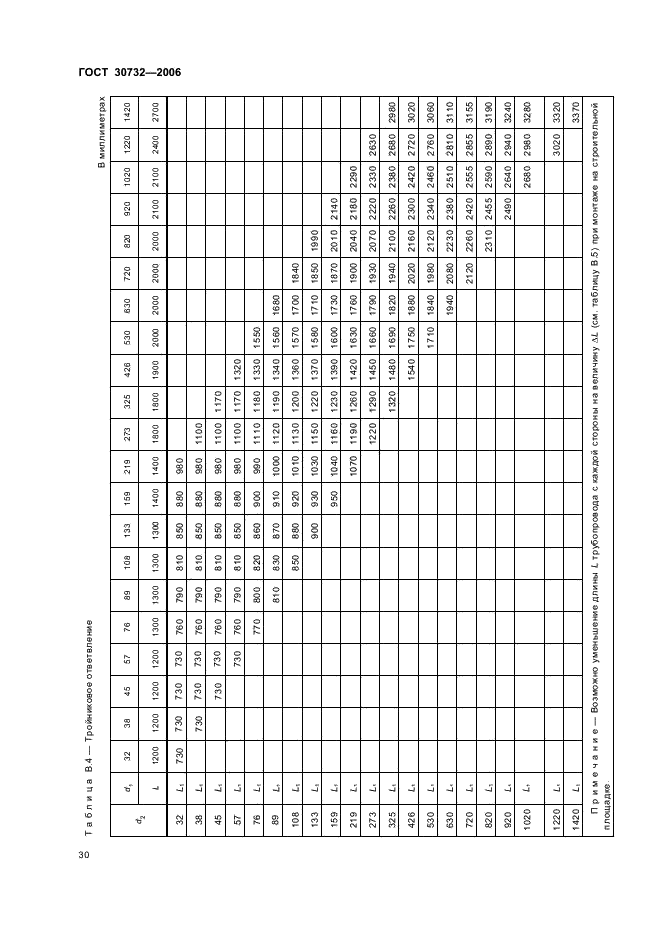 ГОСТ 30732—2006
Таблица В.4 — Тройниковое ответвление
В миллиметрах
d₂ d₁ 32 38 45 57 76 89 108 133 159 219 273 325 426 530 630 720 820 920 1020 1220 1420
L 1200 1200 1200 1200 1300 1300 1300 1300 1400 1400 1800 1800 1900 2000 2000 2000 2000 2100 2100 2400 2700
32 L₁ 730 730 730 730 760 790 810 850 880 980
38 L₁ 730 730 730 760 790 810 850 880 980 1100
45 L₁ 730 730 760 790 810 850 880 980 1100 1170
57 L₁ 730 760 790 810 850 880 980 1100 1170 1320
76 L₁ 770 800 820 860 900 990 1110 1180 1330 1550
89 L₁ 810 830 870 910 1000 1120 1190 1340 1560 1680
108 L₁ 850 880 920 1010 1130 1200 1360 1570 1700 1840
133 L₁ 900 930 1030 1150 1220 1370 1580 1710 1850 1990
159 L₁ 950 1040 1160 1230 1390 1600 1730 1870 2010 2140
219 L₁ 1070 1190 1260 1420 1630 1760 1900 2040 2180 2290
273 L₁ 1220 1290 1450 1660 1790 1930 2070 2220 2330 2630
325 L₁ 1320 1480 1690 1820 1940 2100 2260 2380 2680 2980
426 L₁ 1540 1750 1880 2020 2160 2300 2420 2720 3020
530 L₁ 1710 1840 1980 2120 2340 2460 2760 3060
630 L₁ 1940 2080 2230 2380 2510 2810 3110
720 L₁ 2120 2260 2420 2555 2855 3155
820 L₁ 2310 2455 2590 2890 3190
920 L₁ 2490 2640 2940 3240
1020 L₁ 2680 2980 3280
1220 L₁ 3020 3320
1420 L₁ 3370
Примечание — Возможно уменьшение длины L трубопровода с каждой стороны на величину ΔL (см. таблицу В.5) при монтаже на строительной
площадке.
30